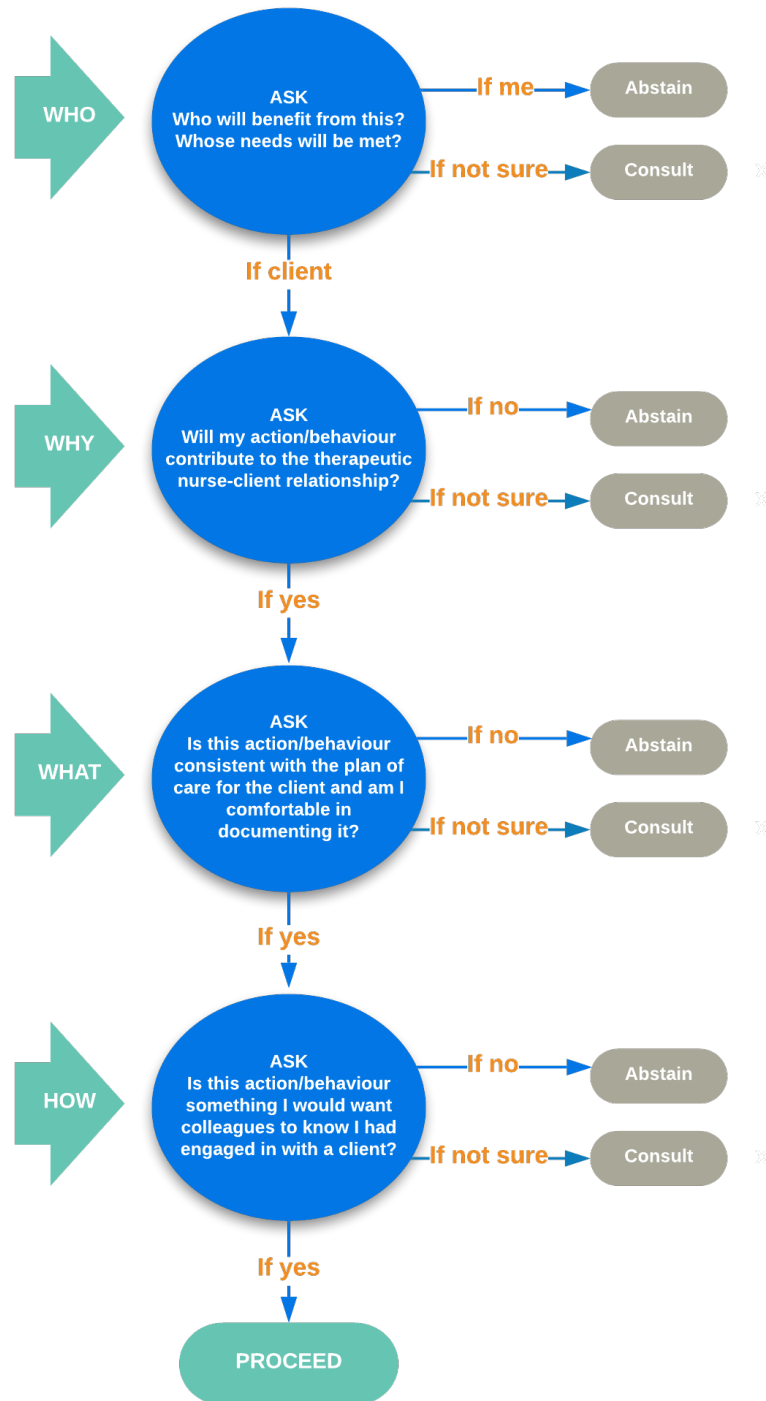 WHO
ASK
Who will benefit from this?
Whose needs will be met?
If me
Abstain
If not sure
Consult
If client
WHY
ASK
Will my action/behaviour
contribute to the therapeutic
nurse-client relationship?
If no
Abstain
If not sure
Consult
If yes
WHAT
ASK
Is this action/behaviour
consistent with the plan of
care for the client and am I
comfortable in
documenting it?
If no
Abstain
If not sure
Consult
If yes
HOW
ASK
Is this action/behaviour
something I would want
colleagues to know I had
engaged in with a client?
If no
Abstain
If not sure
Consult
If yes
PROCEED